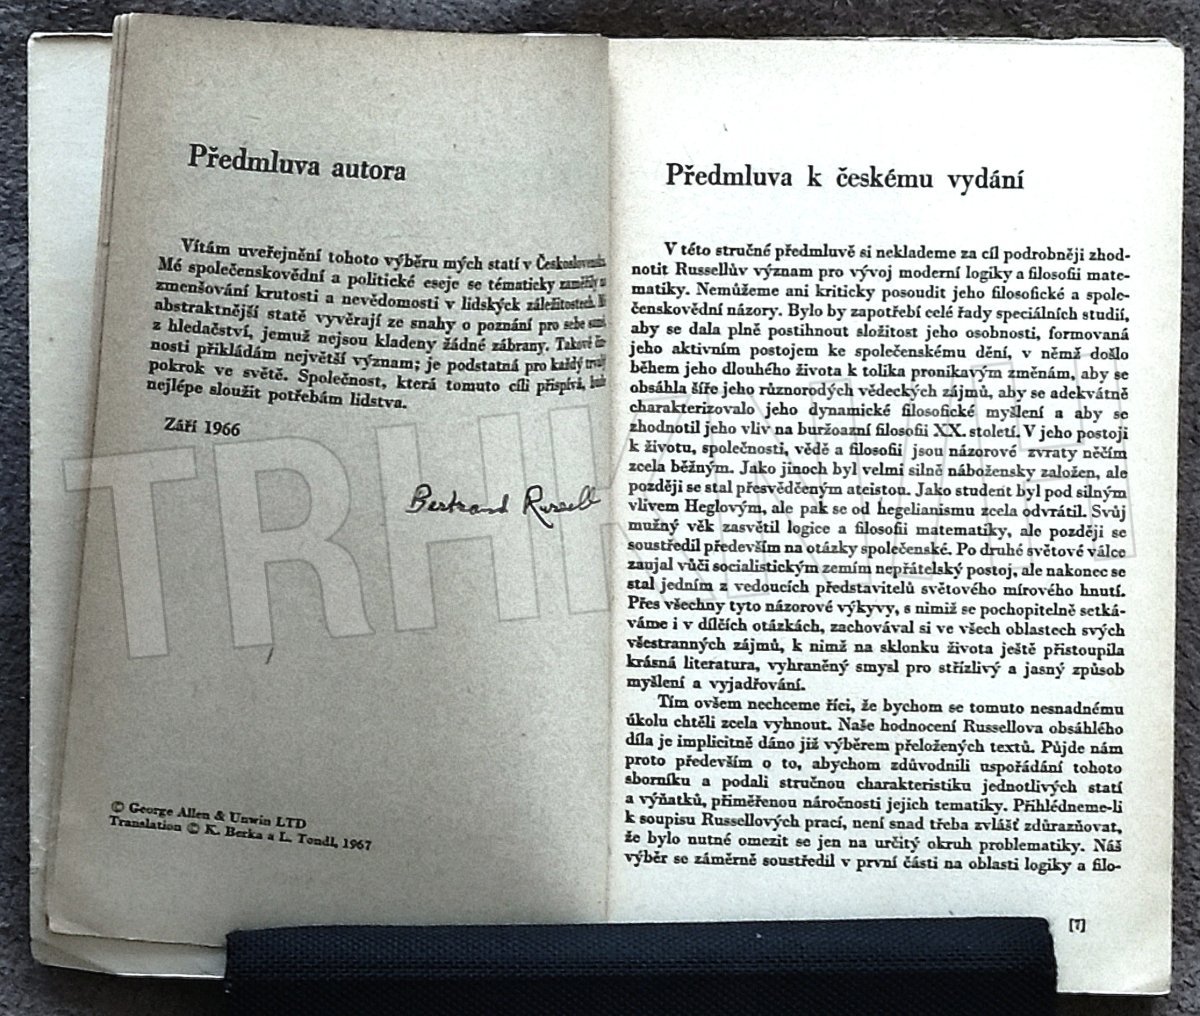 Předmluva autora
Vítám uveřejnění tohoto výběru mých statí v Československu.
Mé společenskovědní a politické eseje se tématicky zaměřily na
zmenšování krutosti a nevědomosti v lidských záležitostech.
abstraktnější statě vyvěrají ze snahy o poznání pro sebe samé
z hledačství, jemuž nejsou kladeny žádné zábrany. Takové
nosti přikládám největší význam; je podstatná pro každý trvalý
pokrok ve světě. Společnost, která tomuto cíli přispívá, bude
nejlépe sloužit potřebám lidstva.
Září 1966
Bertrand Russell
© George Allen & Unwin LTD
Translation © K. Berka a L. Tondl, 1967
Předmluva k českému vydání
V této stručné předmluvě si neklademe za cíl podrobněji zhod-
notit Russellův význam pro vývoj moderní logiky a filosofii mate-
matiky. Nemůžeme ani kriticky posoudit jeho filosofické a spole-
čenskovědní názory. Bylo by zapotřebí celé řady speciálních studií,
aby se dala plně postihnout složitost jeho osobnosti, formovaná
jeho aktivním postojem ke společenskému dění, v němž došlo
během jeho dlouhého života k tolika pronikavým změnám, aby se
obsáhla šíře jeho různorodých vědeckých zájmů, aby se adekvátně
charakterizovalo jeho dynamické filosofické myšlení a aby se
zhodnotil jeho vliv na buržoazní filosofii XX. století. V jeho postoji
k životu, společnosti, vědě a filosofii jsou názorové zvraty něčím
zcela běžným. Jako jinoch byl velmi silně nábožensky založen, ale
později se stal přesvědčeným ateistou. Jako student byl pod silným
vlivem Heglovým, ale pak se od hegelianismu zcela odvrátil. Svůj
mužný věk zasvětil logice a filosofii matematiky, ale později se
soustředil především na otázky společenské. Po druhé světové válce
zaujal vůči socialistickým zemím nepřátelský postoj, ale nakonec se
stal jedním z vedoucích představitelů světového mírového hnutí.
Přes všechny tyto názorové výkyvy, s nimiž se pochopitelně setká-
váme i v dílčích otázkách, zachovával si ve všech oblastech svých
všestranných zájmů, k nimž na sklonku života ještě přistoupila
krásná literatura, vyhraněný smysl pro střízlivý a jasný způsob
myšlení a vyjadřování.
Tím ovšem nechceme říci, že bychom se tomuto nesnadnému
úkolu chtěli zcela vyhnout. Naše hodnocení Russellova obsáhlého
díla je implicitně dáno již výběrem přeložených textů. Půjde nám
proto především o to, abychom zdůvodnili uspořádání tohoto
sborníku a podali stručnou charakteristiku jednotlivých statí
a výňatků, přiměřenou náročnosti jejich tematiky. Přihlédneme-li
k soupisu Russellových prací, není snad třeba zvlášť zdůrazňovat,
že bylo nutné omezit se jen na určitý okruh problematiky. Náš
výběr se záměrně soustředil v první části na oblasti logiky a filo-
[7]